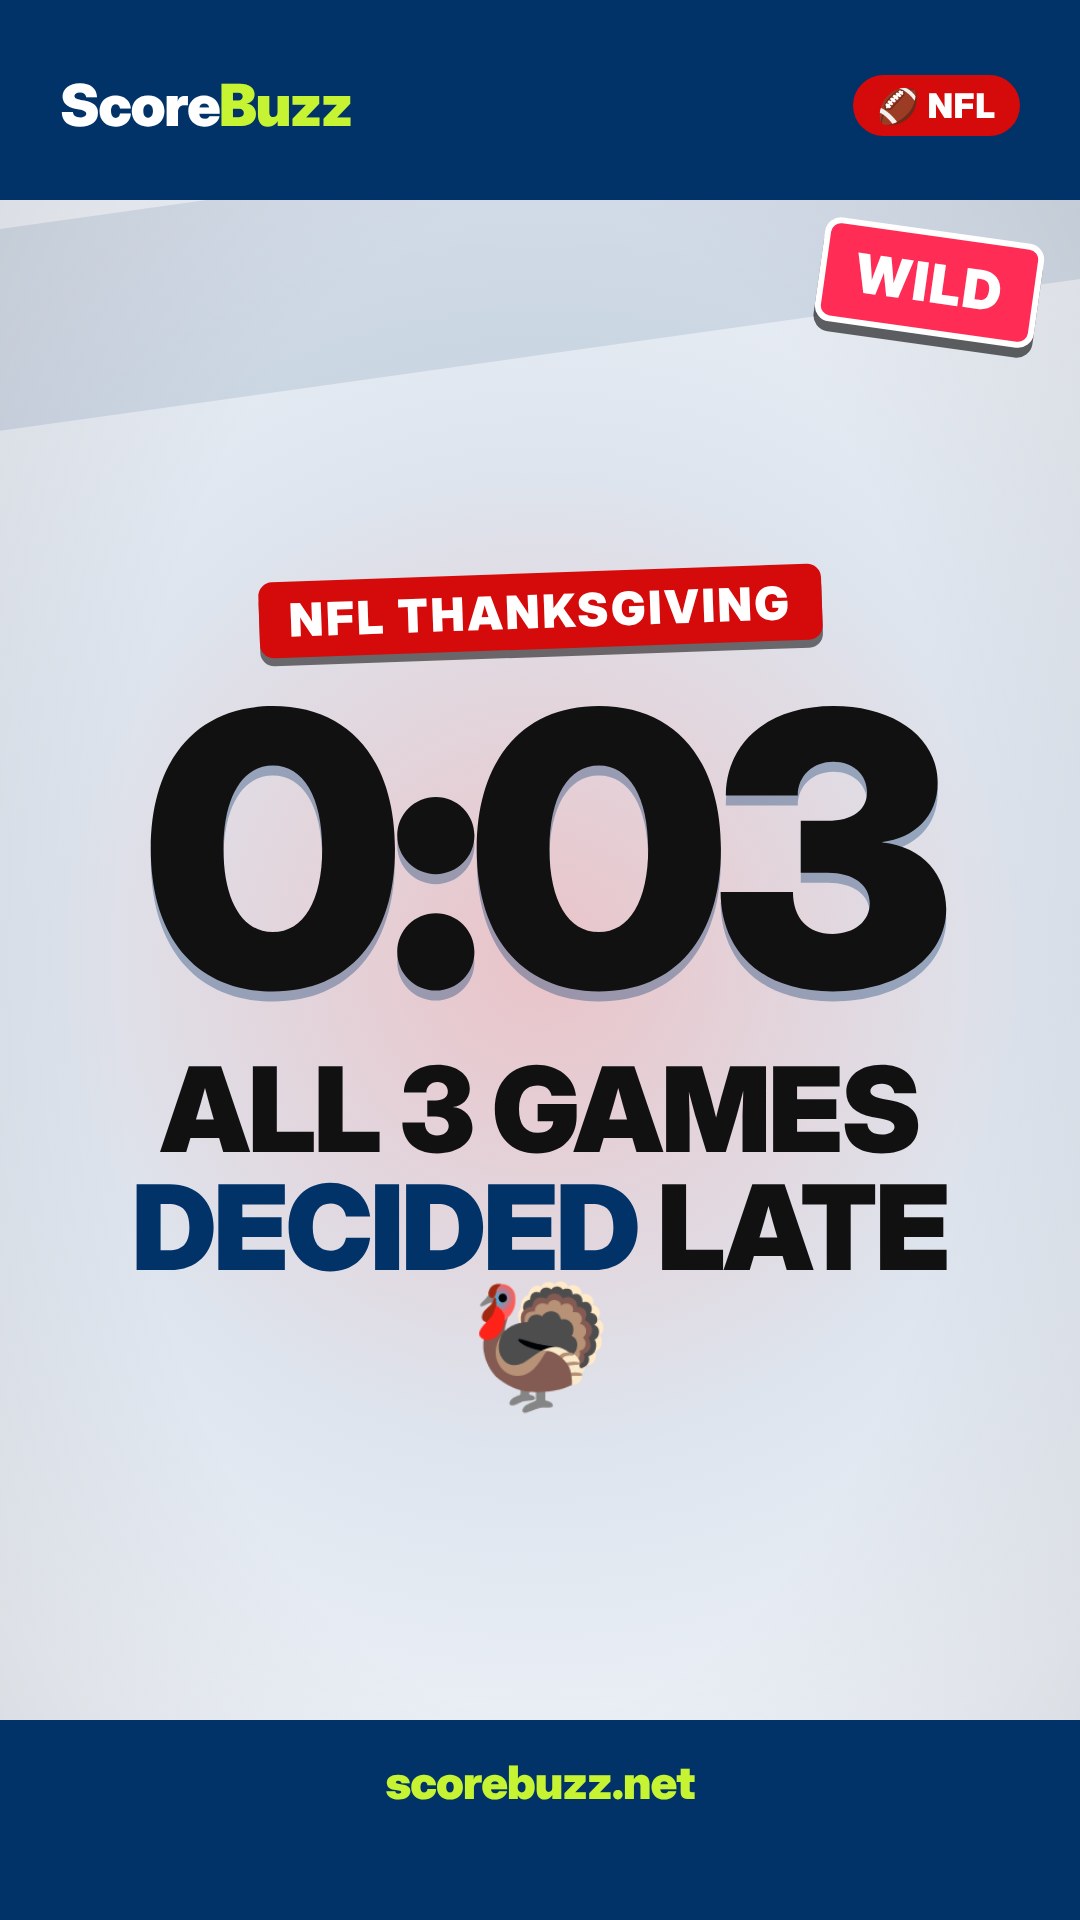 ScoreBuzz
NFL
WILD
NFL THANKSGIVING
0:03
ALL 3 GAMES
DECIDED LATE
scorebuzz.net